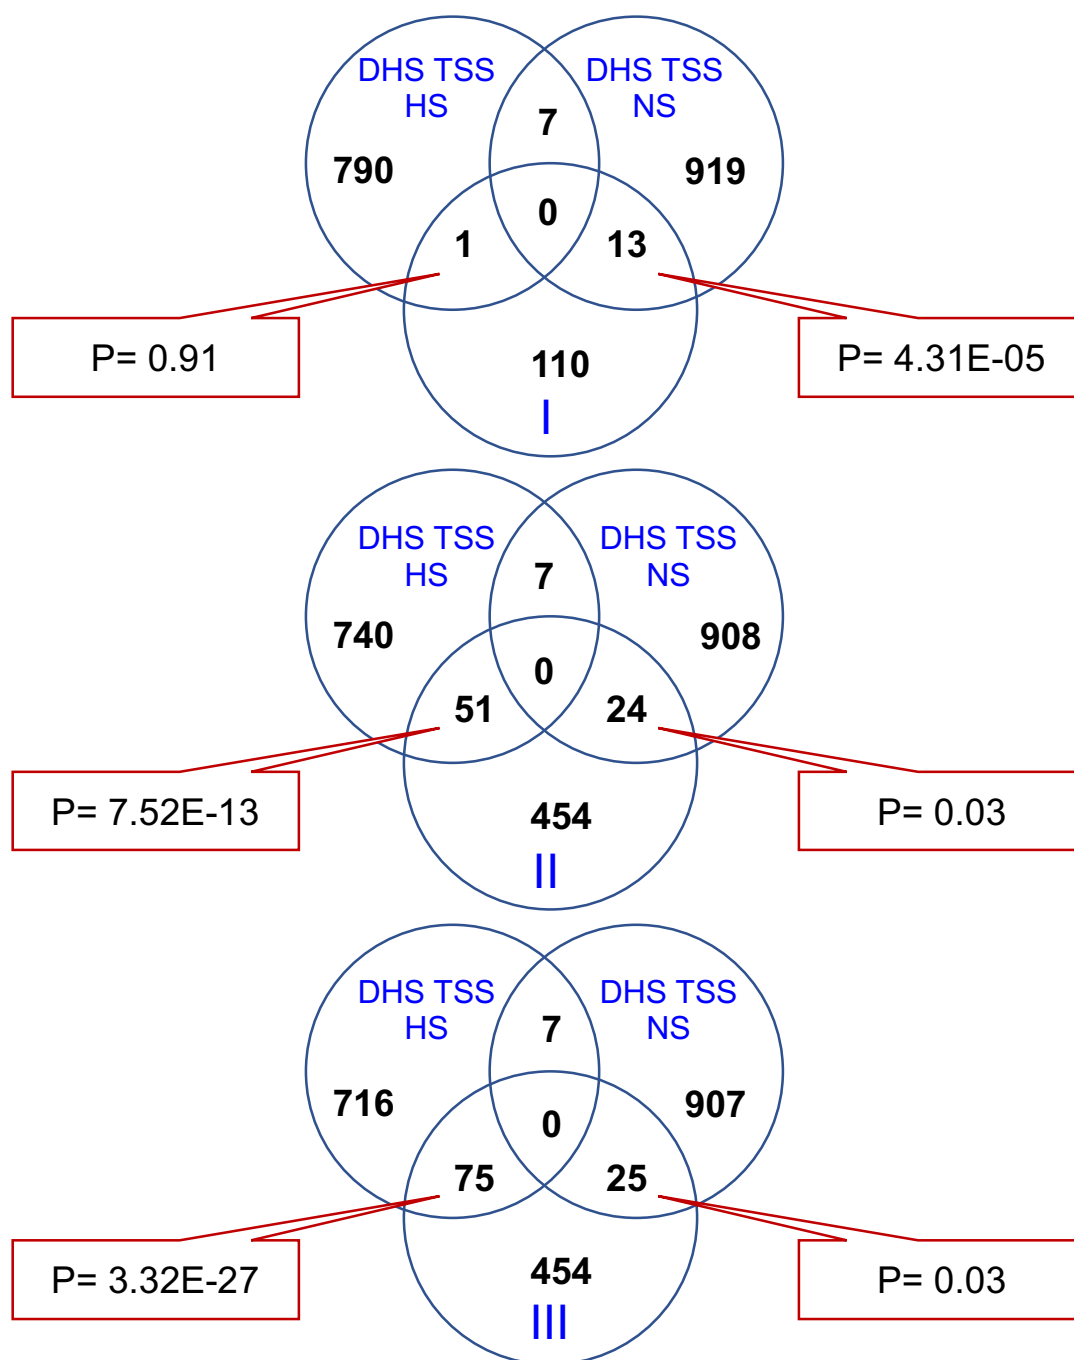 DHS TSS
HS
DHS TSS
NS
7
790
919
0
1
13
P= 0.91
P= 4.31E-05
110
I
DHS TSS
HS
DHS TSS
NS
7
740
908
0
51
24
P= 7.52E-13
P= 0.03
454
II
DHS TSS
HS
DHS TSS
NS
7
716
907
0
75
25
P= 3.32E-27
P= 0.03
454
III